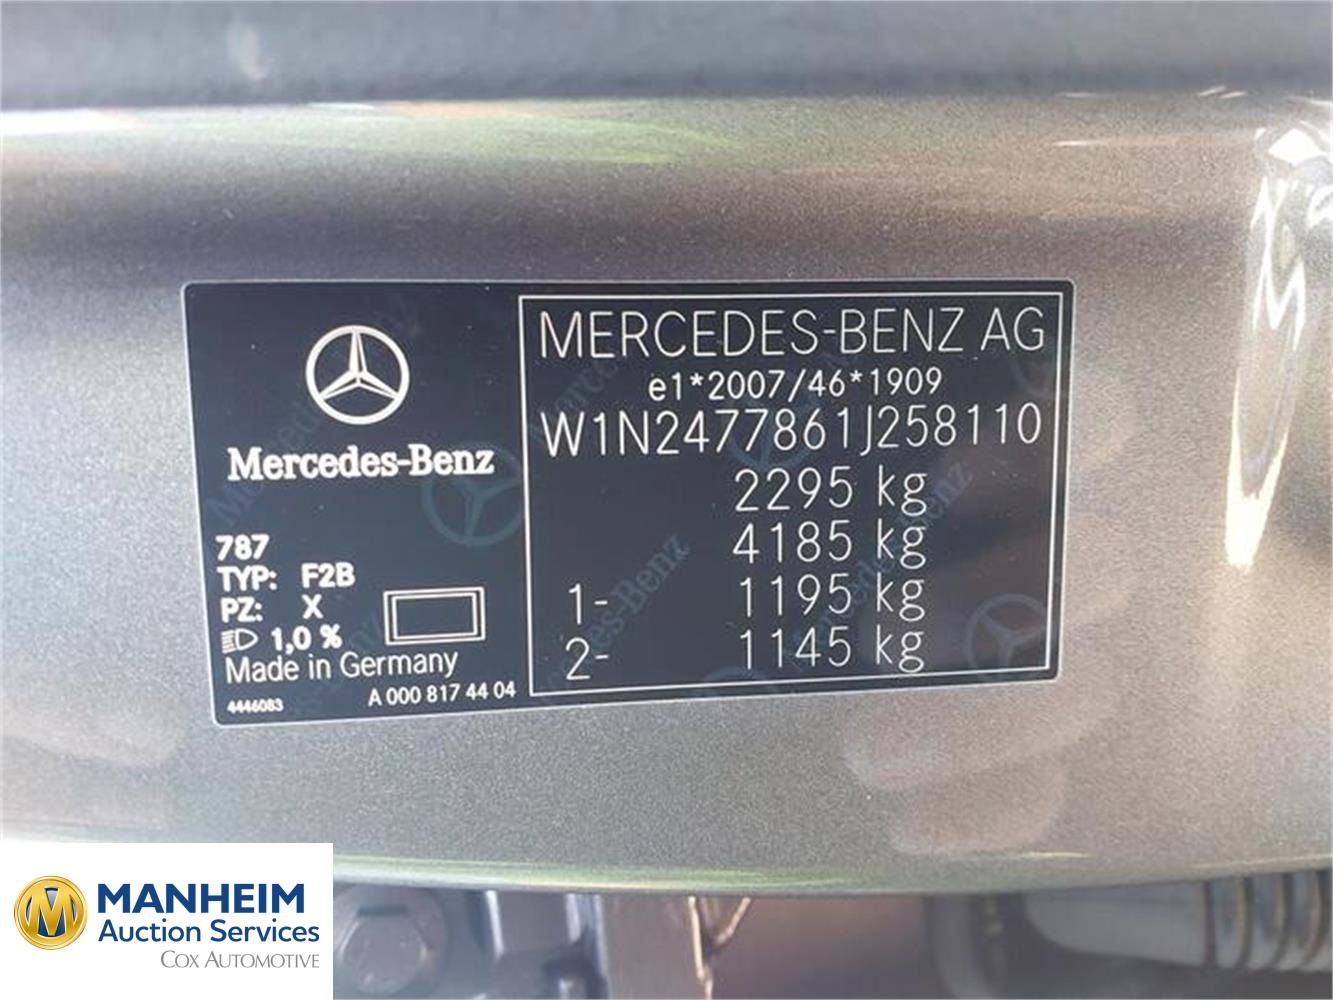 Mercedes-Benz
787
TYP: F2B
PZ: X
1,0 %
Made in Germany
4446083
A 000 817 44 04
MERCEDES-BENZ AG
e1*2007/46*1909
W1N2477861J258110
2295 kg
4185 kg
1- 1195 kg
2- 1145 kg
MANHEIM
Auction Services
COX AUTOMOTIVE